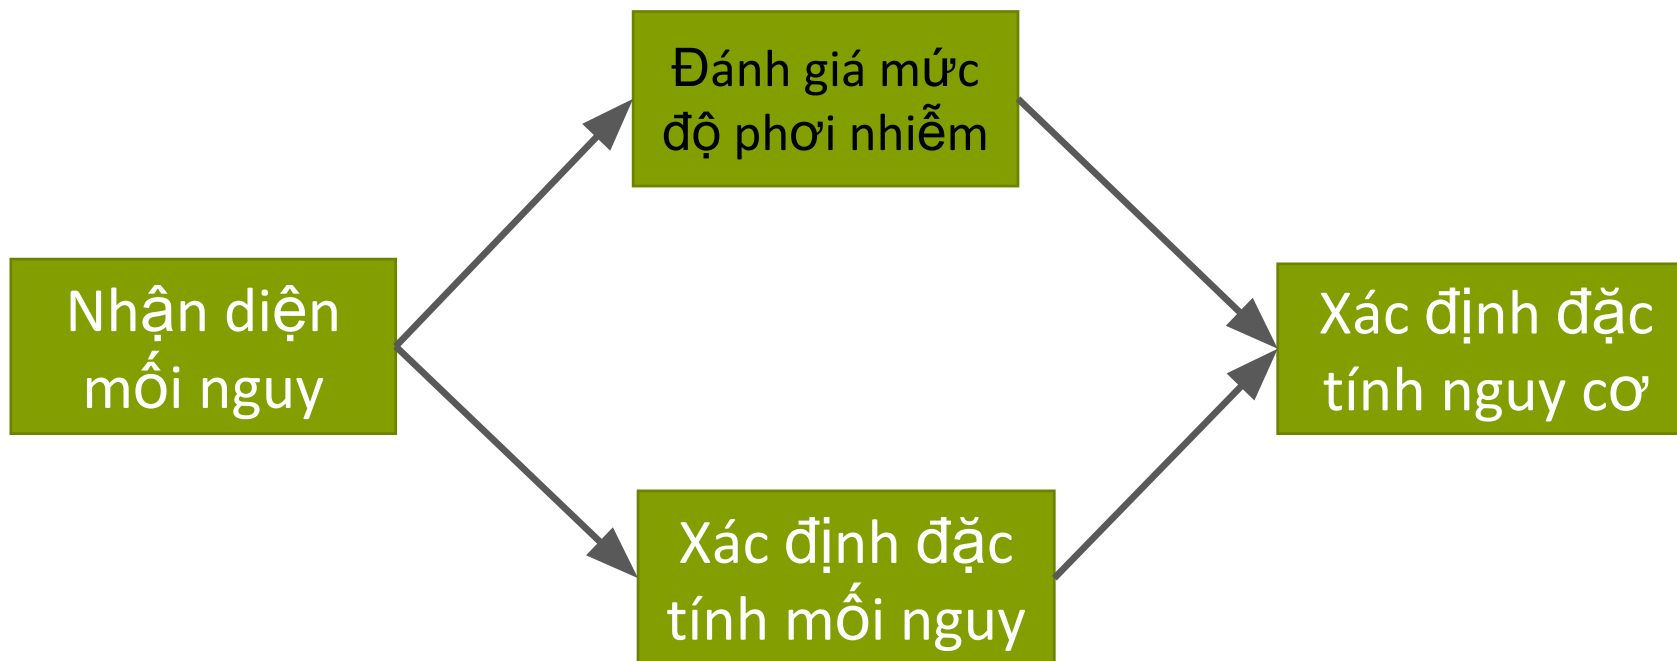 Đánh giá mức
độ phơi nhiễm
Nhận diện
mối nguy
Xác định đặc
tính nguy cơ
Xác định đặc
tính mối nguy